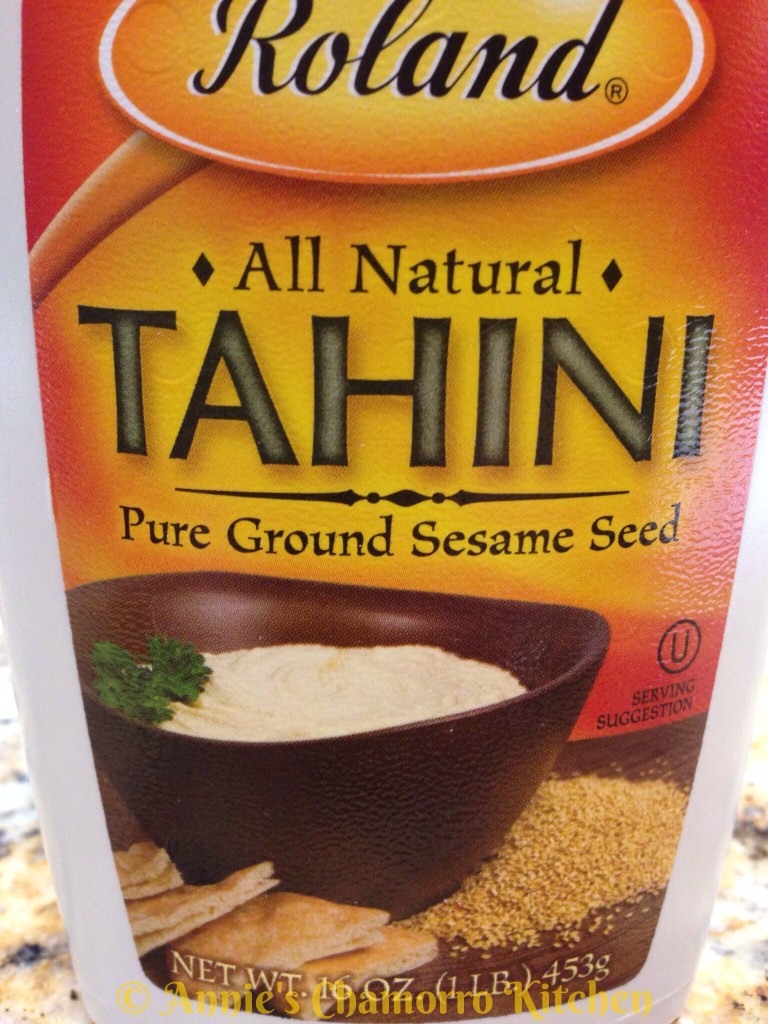 Roland®
♦ All Natural ♦
TAHINI
Pure Ground Sesame Seed
U
SERVING
SUGGESTION
NET WT. 16 OZ. (1 LB.) 453g
© Annie's Chamorro Kitchen